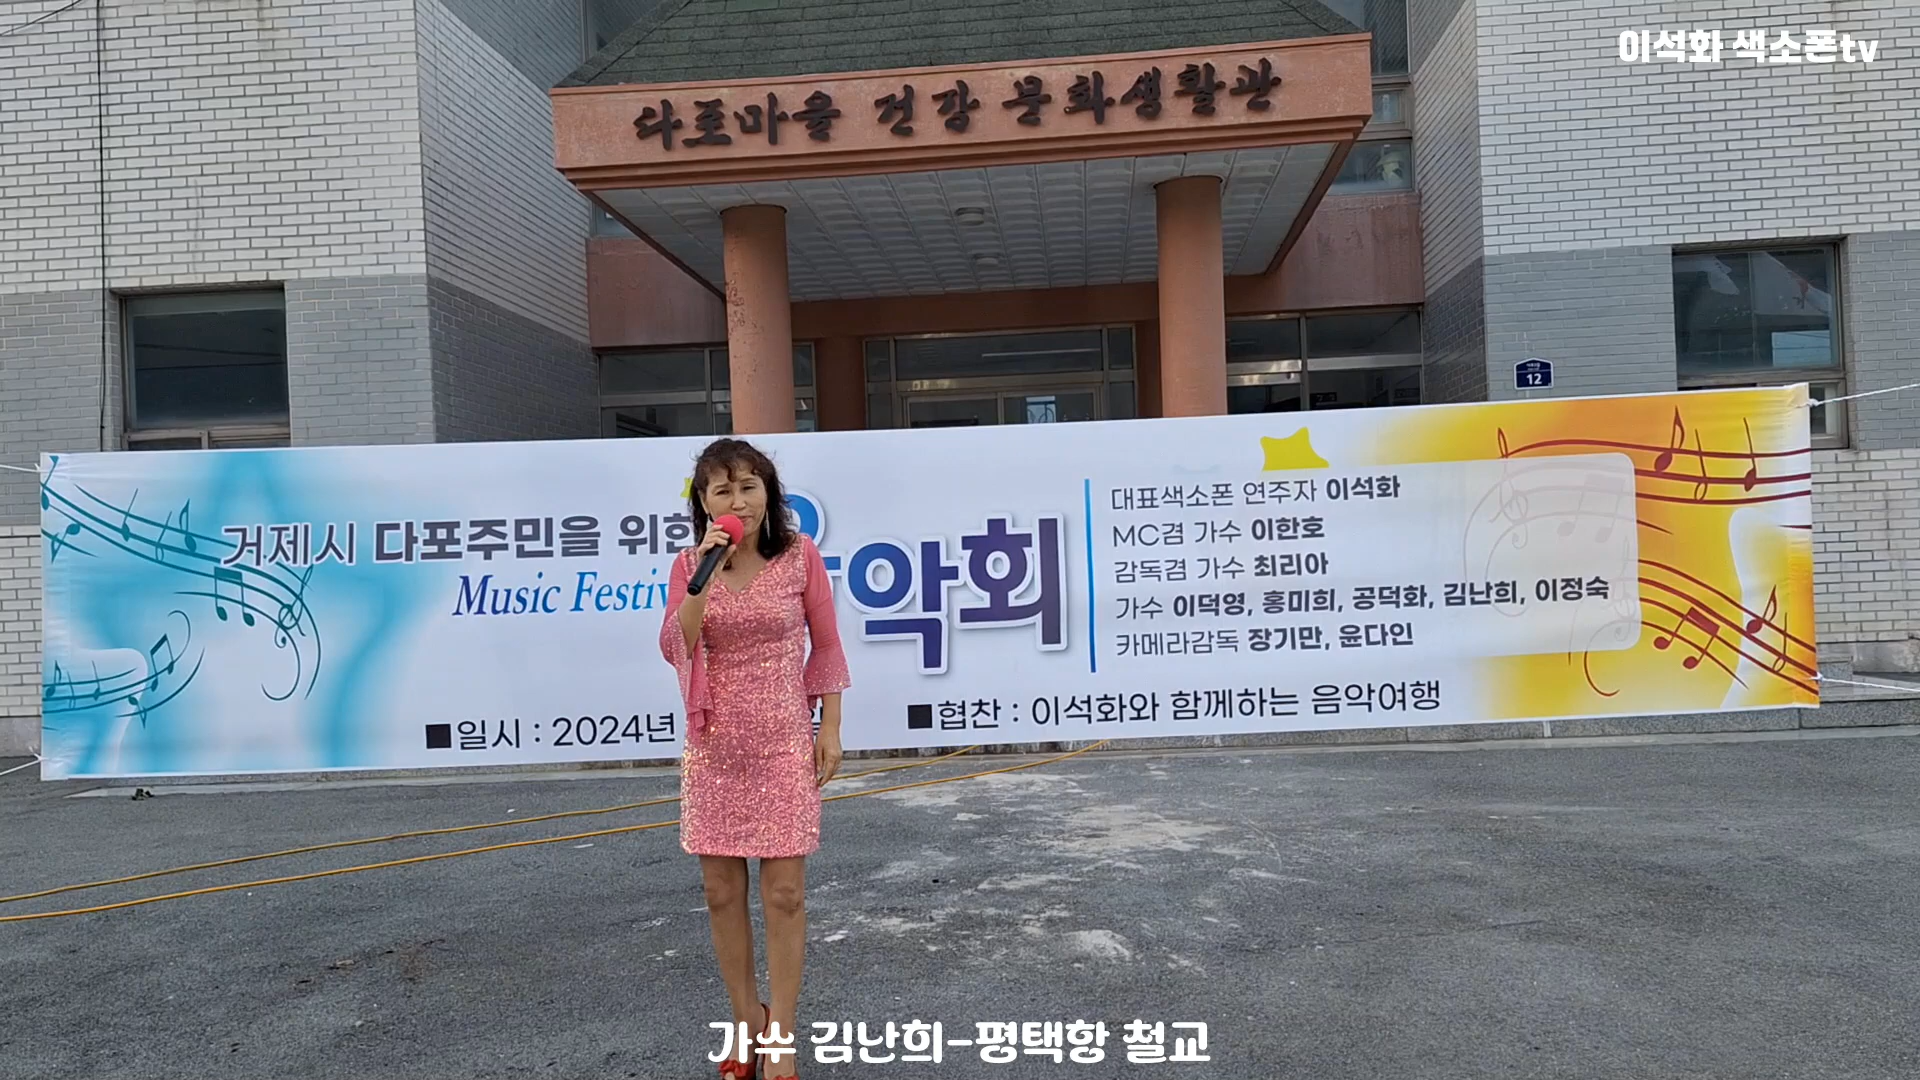 이석화 색소폰tv
다포마을 건강 문화생활관
12
거제시 다포주민을 위한
Music Festiv
음악회
대표색소폰 연주자 이석화
MC겸 가수 이한호
감독겸 가수 최리아
가수 이덕영, 홍미희, 공덕화, 김난희, 이정숙
카메라감독 장기만, 윤다인
■일시 : 2024년
■협찬 : 이석화와 함께하는 음악여행
가수 김난희-평택항 철교